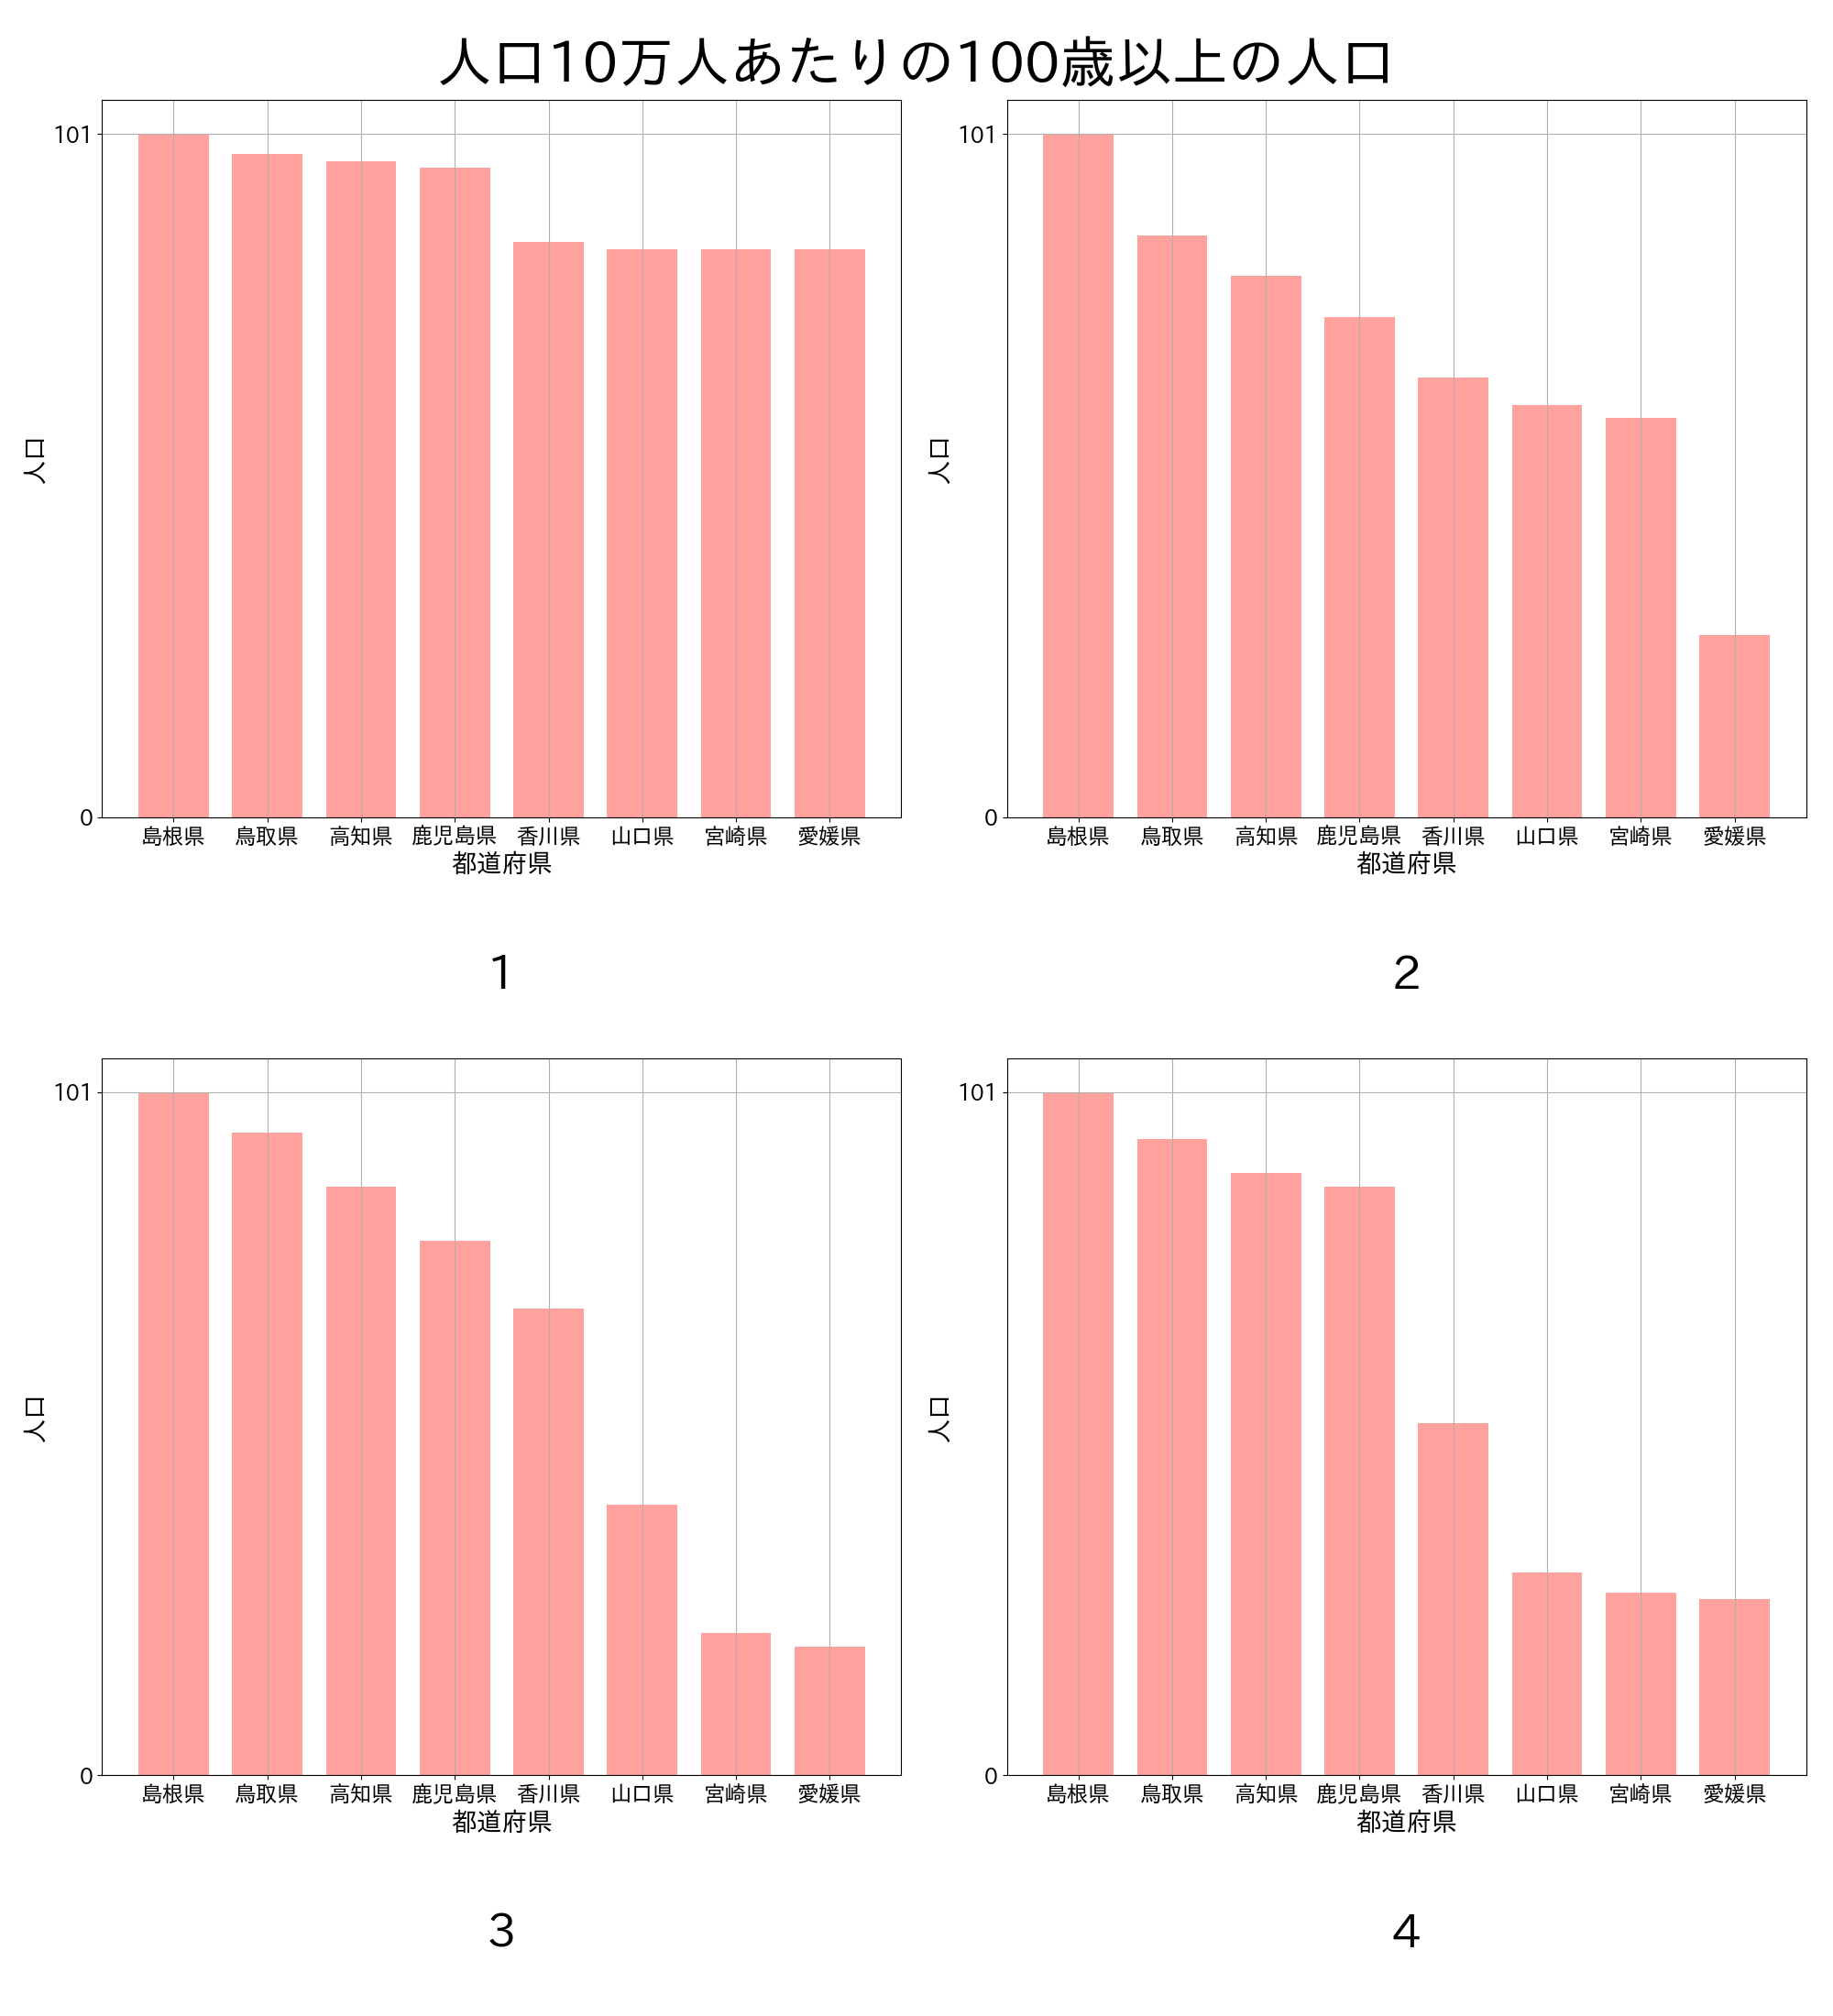 人口10万人あたりの100歳以上の人口
101
0
人口
島根県 鳥取県 高知県 鹿児島県 香川県 山口県 宮崎県 愛媛県
都道府県
1
101
0
人口
島根県 鳥取県 高知県 鹿児島県 香川県 山口県 宮崎県 愛媛県
都道府県
2
101
0
人口
島根県 鳥取県 高知県 鹿児島県 香川県 山口県 宮崎県 愛媛県
都道府県
3
101
0
人口
島根県 鳥取県 高知県 鹿児島県 香川県 山口県 宮崎県 愛媛県
都道府県
4